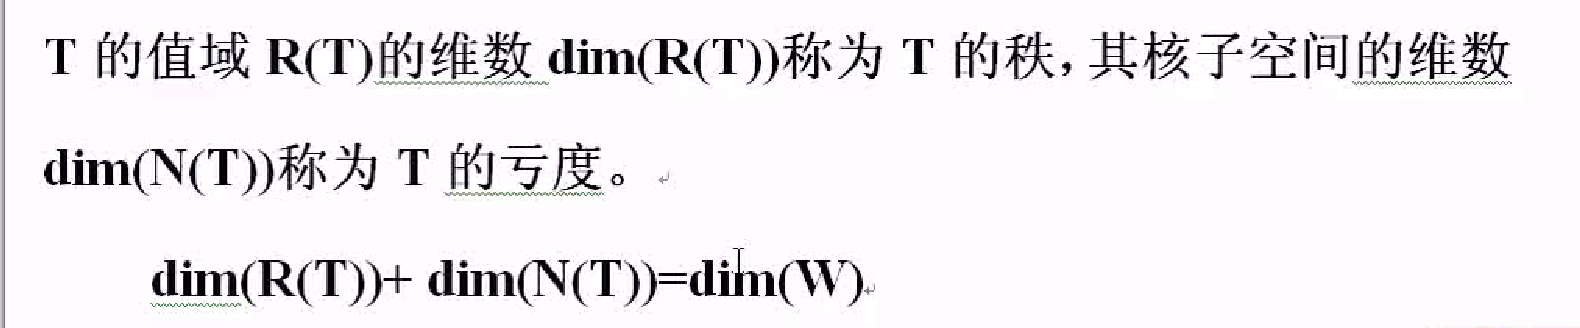 T 的值域 R(T)的维数 dim(R(T))称为 T 的秩，其核子空间的维数
dim(N(T))称为 T 的亏度。
dim(R(T))+ dim(N(T))=dim(W)